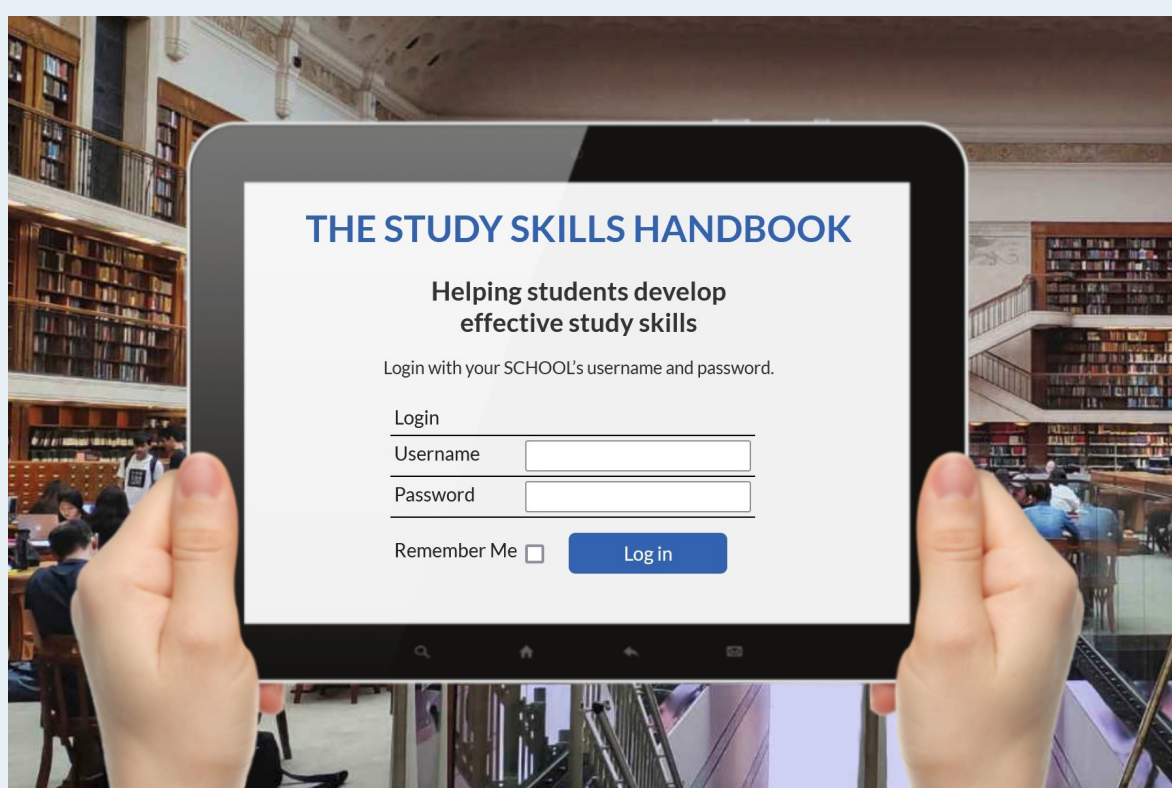 THE STUDY SKILLS HANDBOOK
Helping students develop
effective study skills
Login with your SCHOOL's username and password.
Login
Username
Password
Remember Me
Log in